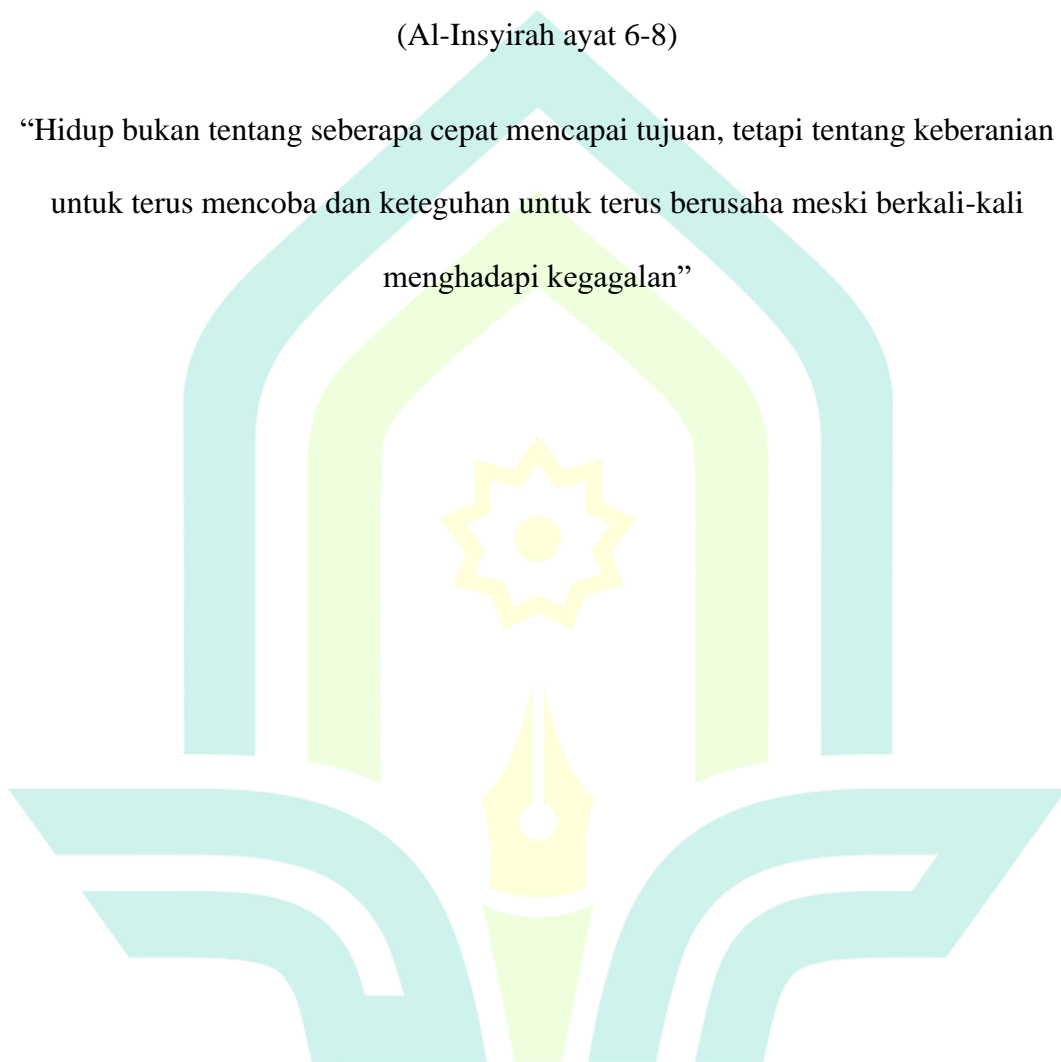 (Al-Insyirah ayat 6-8)
“Hidup bukan tentang seberapa cepat mencapai tujuan, tetapi tentang keberanian
untuk terus mencoba dan keteguhan untuk terus berusaha meski berkali-kali
menghadapi kegagalan”